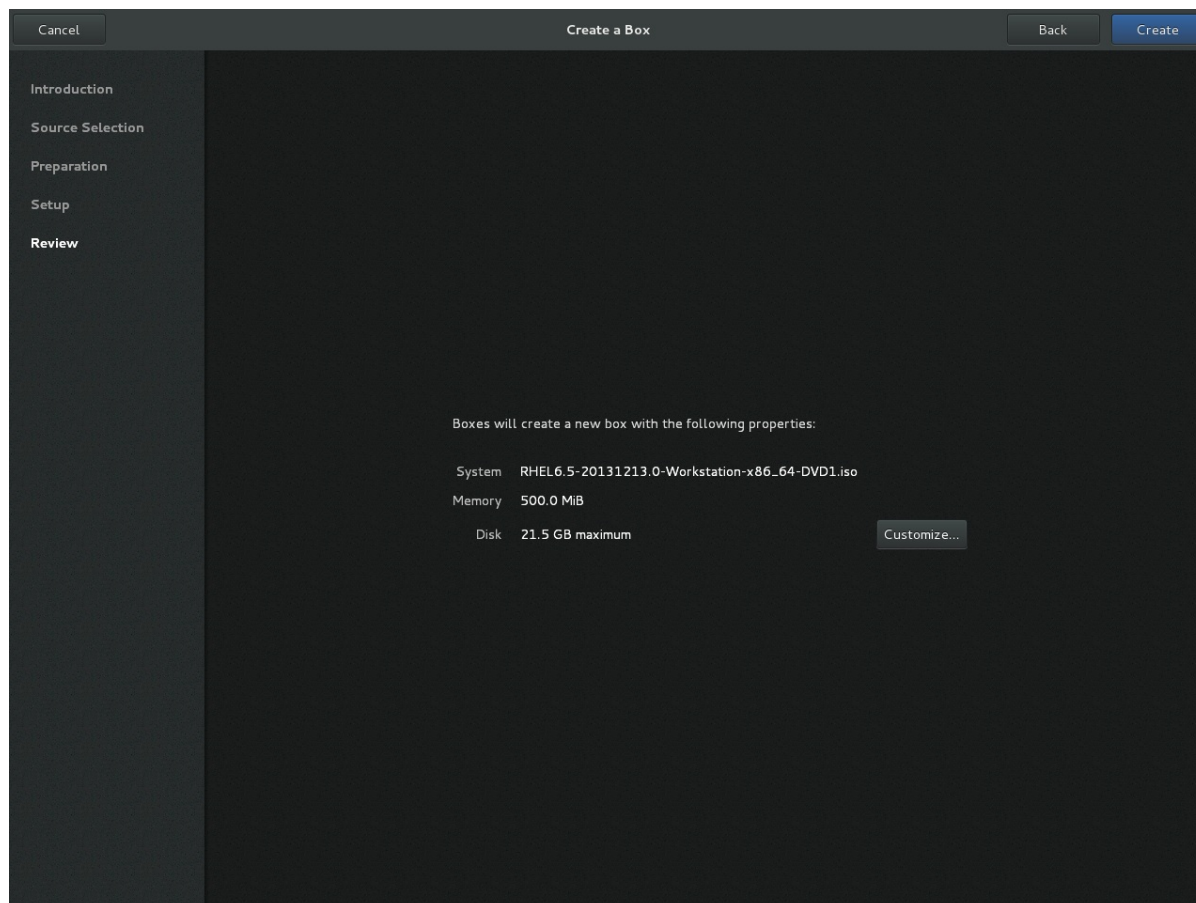 Cancel
Create a Box
Back
Create
Introduction
Source Selection
Preparation
Setup
Review
Boxes will create a new box with the following properties:
System RHEL6.5-20131213.0-Workstation-x86_64-DVD1.iso
Memory 500.0 MiB
Disk 21.5 GB maximum
Customize...